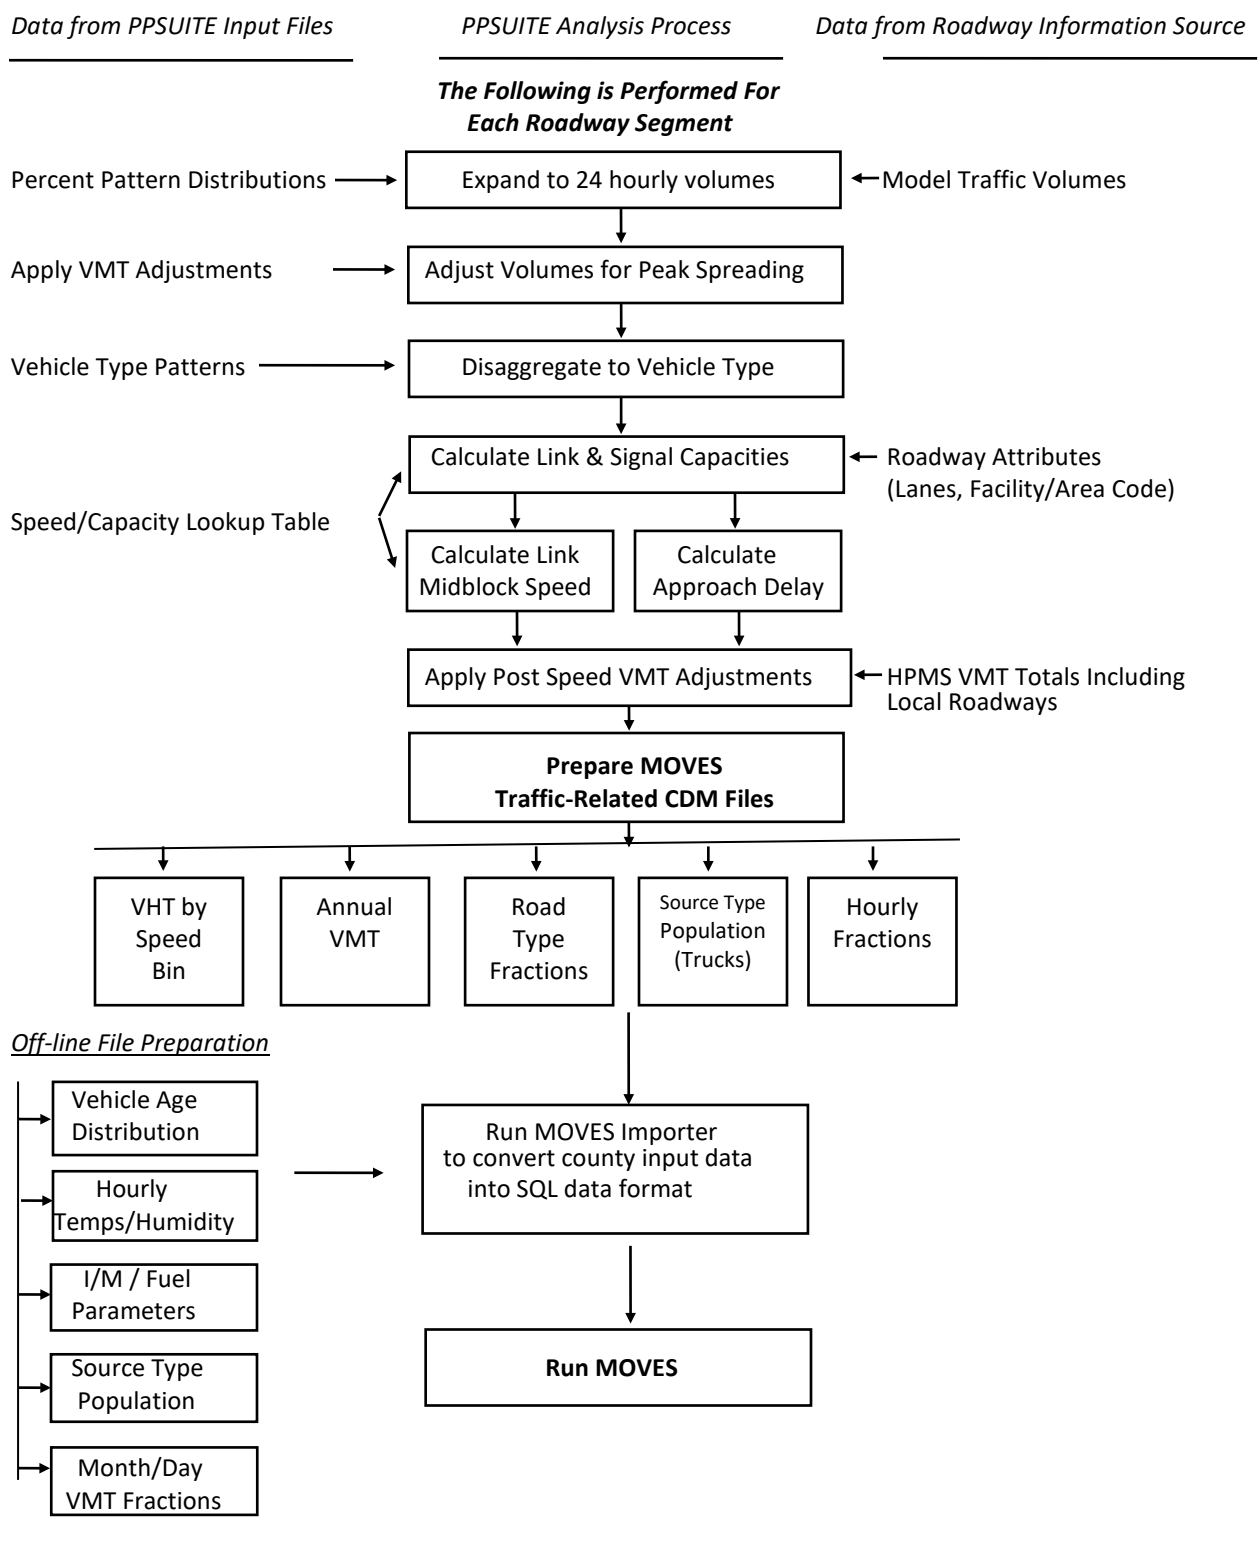 Data from PPSUITE Input Files
PPSUITE Analysis Process
Data from Roadway Information Source
The Following is Performed For
Each Roadway Segment
Percent Pattern Distributions
Expand to 24 hourly volumes
Model Traffic Volumes
Apply VMT Adjustments
Adjust Volumes for Peak Spreading
Vehicle Type Patterns
Disaggregate to Vehicle Type
Calculate Link & Signal Capacities
Roadway Attributes
(Lanes, Facility/Area Code)
Speed/Capacity Lookup Table
Calculate Link
Midblock Speed
Calculate
Approach Delay
Apply Post Speed VMT Adjustments
HPMS VMT Totals Including
Local Roadways
Prepare MOVES
Traffic-Related CDM Files
VHT by
Speed
Bin
Annual
VMT
Road
Type
Fractions
Source Type
Population
(Trucks)
Hourly
Fractions
Off-line File Preparation
Vehicle Age
Distribution
Hourly
Temps/Humidity
I/M / Fuel
Parameters
Source Type
Population
Month/Day
VMT Fractions
Run MOVES Importer
to convert county input data
into SQL data format
Run MOVES